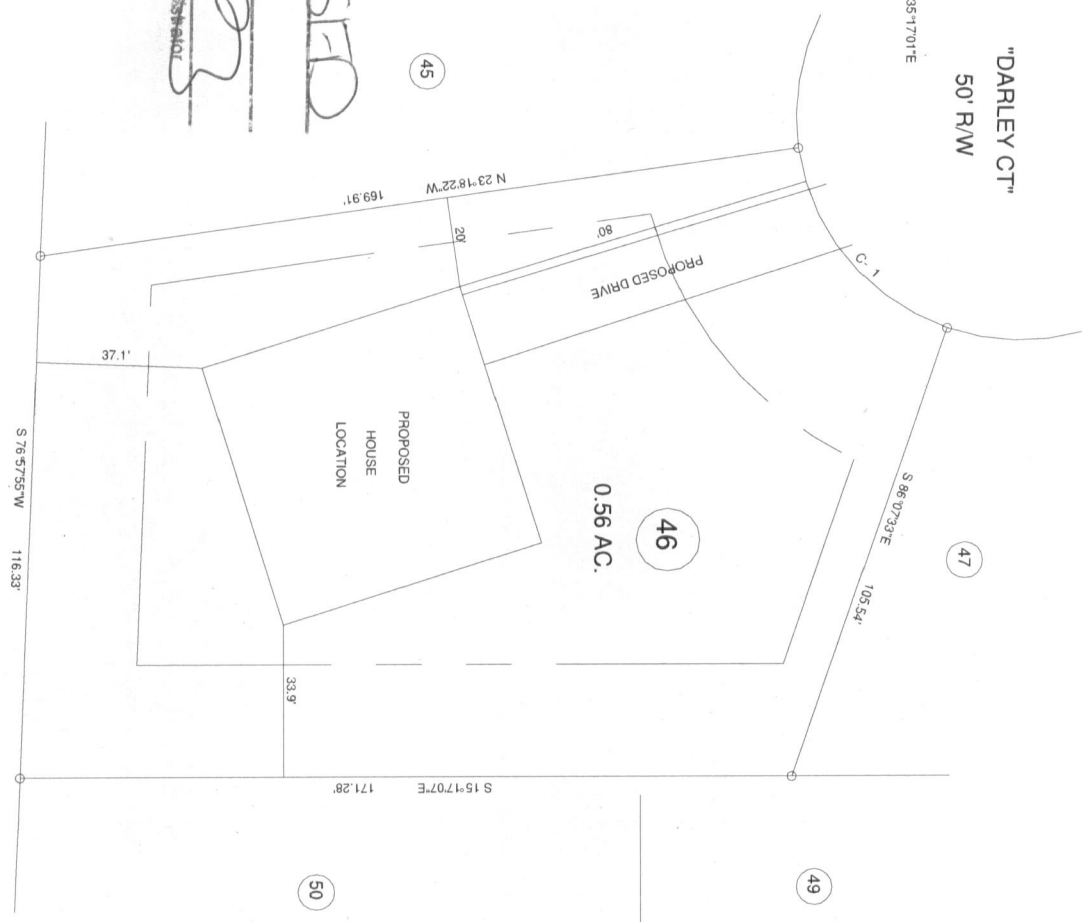 "DARLEY CT"
50' R/W
35°17'01"E
45
N 23°18'22"W 169.91'
20'
80'
PROPOSED DRIVE
C- 1
S 86°07'33"E 105.54'
47
46
0.56 AC.
PROPOSED
HOUSE
LOCATION
37.1'
33.9'
S 76°57'55"W 116.33'
S 15°17'07"E 171.28'
49
50